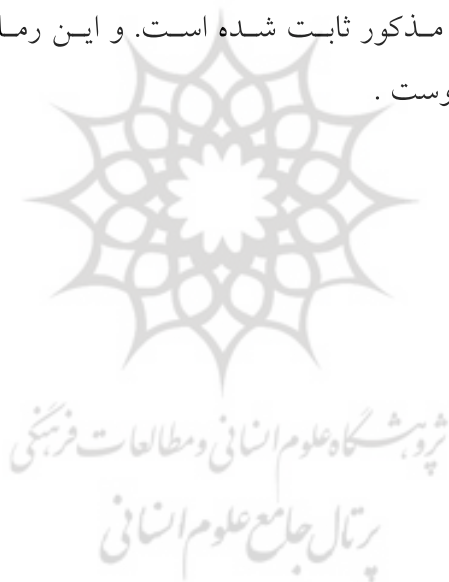 مذکور ثابت شده است. و این رما
وست .
پژوهشگاه علوم انسانی و مطالعات فرهنگی
پرتال جامع علوم انسانی